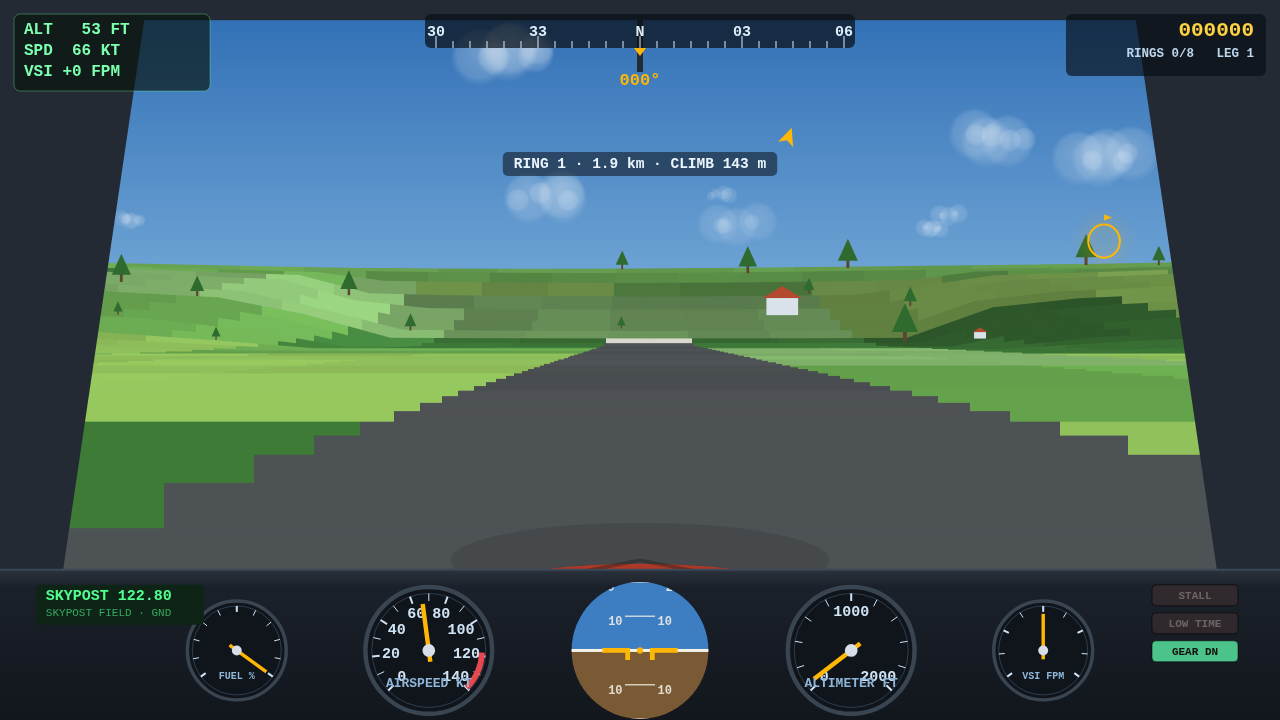 ALT 53 FT
SPD 66 KT
VSI +0 FPM
30 33 N 03 06
000°
000000
RINGS 0/8 LEG 1
RING 1 · 1.9 km · CLIMB 143 m
SKYPOST 122.80
SKYPOST FIELD · GND
FUEL %
0 20 40 60 80 100 120 140
AIRSPEED
10 10
10 10
0 1000 2000
ALTIMETER FT
VSI FPM
STALL
LOW TIME
GEAR DN